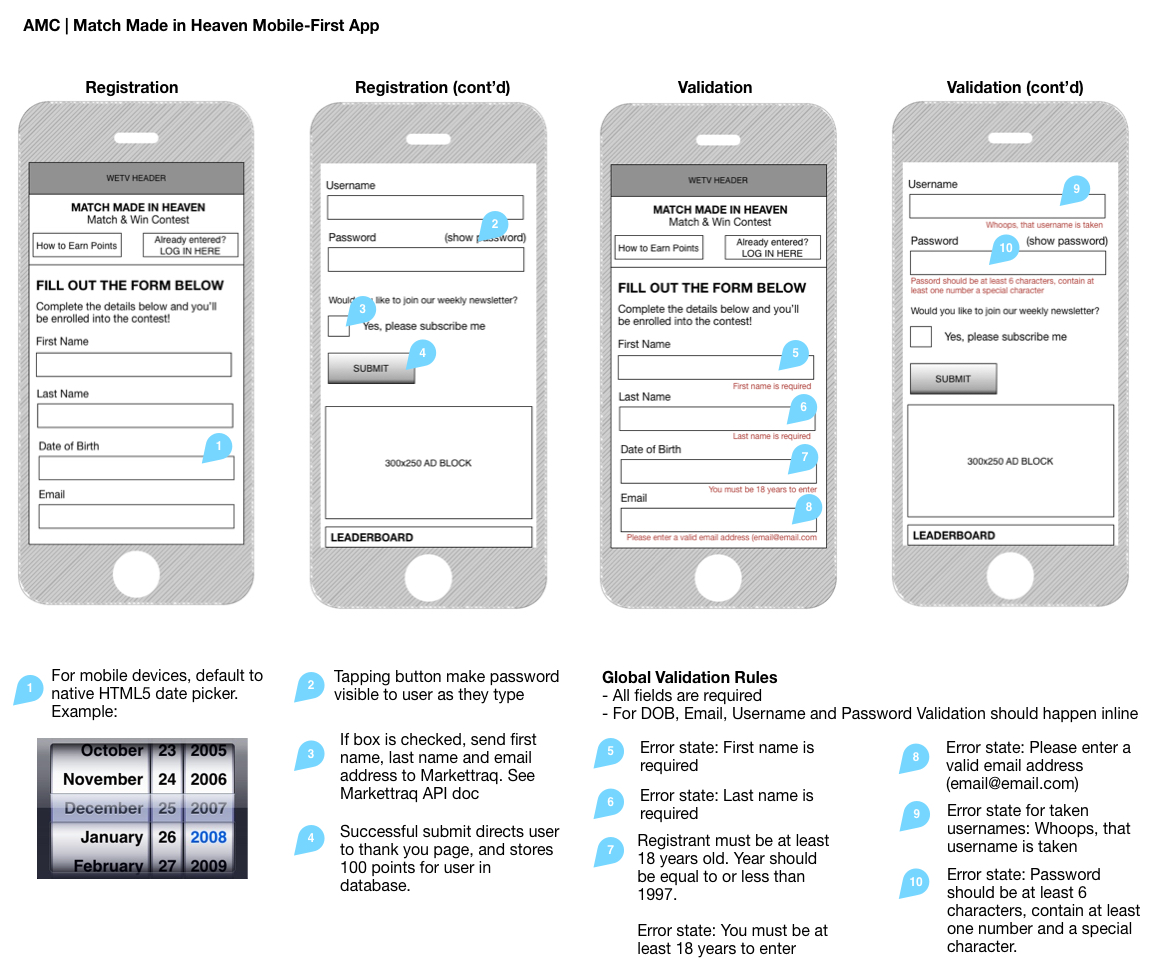 AMC | Match Made in Heaven Mobile-First App
Registration
WETV HEADER
MATCH MADE IN HEAVEN
Match & Win Contest
How to Earn Points
Already entered?
LOG IN HERE
FILL OUT THE FORM BELOW
Complete the details below and you'll
be enrolled into the contest!
First Name
Last Name
Date of Birth
1
Email
Registration (cont'd)
Username
2
Password (show password)
Would you like to join our weekly newsletter?
3
Yes, please subscribe me
4
SUBMIT
300x250 AD BLOCK
LEADERBOARD
Validation
WETV HEADER
MATCH MADE IN HEAVEN
Match & Win Contest
How to Earn Points
Already entered?
LOG IN HERE
FILL OUT THE FORM BELOW
Complete the details below and you'll
be enrolled into the contest!
First Name
5
First name is required
Last Name
6
Last name is required
Date of Birth
7
You must be 18 years to enter
Email
8
Please enter a valid email address (email@email.com
Validation (cont'd)
Username
9
Whoops, that username is taken
Password (show password)
10
Passord should be at least 6 characters, contain at
least one number a special character
Would you like to join our weekly newsletter?
Yes, please subscribe me
SUBMIT
300x250 AD BLOCK
LEADERBOARD
1
For mobile devices, default to
native HTML5 date picker.
Example:
October 23 2005
November 24 2006
December 25 2007
January 26 2008
February 27 2009
2
Tapping button make password
visible to user as they type
3
If box is checked, send first
name, last name and email
address to Markettraq. See
Markettraq API doc
4
Successful submit directs user
to thank you page, and stores
100 points for user in
database.
Global Validation Rules
- All fields are required
- For DOB, Email, Username and Password Validation should happen inline
5
Error state: First name is
required
6
Error state: Last name is
required
7
Registrant must be at least
18 years old. Year should
be equal to or less than
1997.
Error state: You must be at
least 18 years to enter
8
Error state: Please enter a
valid email address
(email@email.com)
9
Error state for taken
usernames: Whoops, that
username is taken
10
Error state: Password
should be at least 6
characters, contain at least
one number and a special
character.